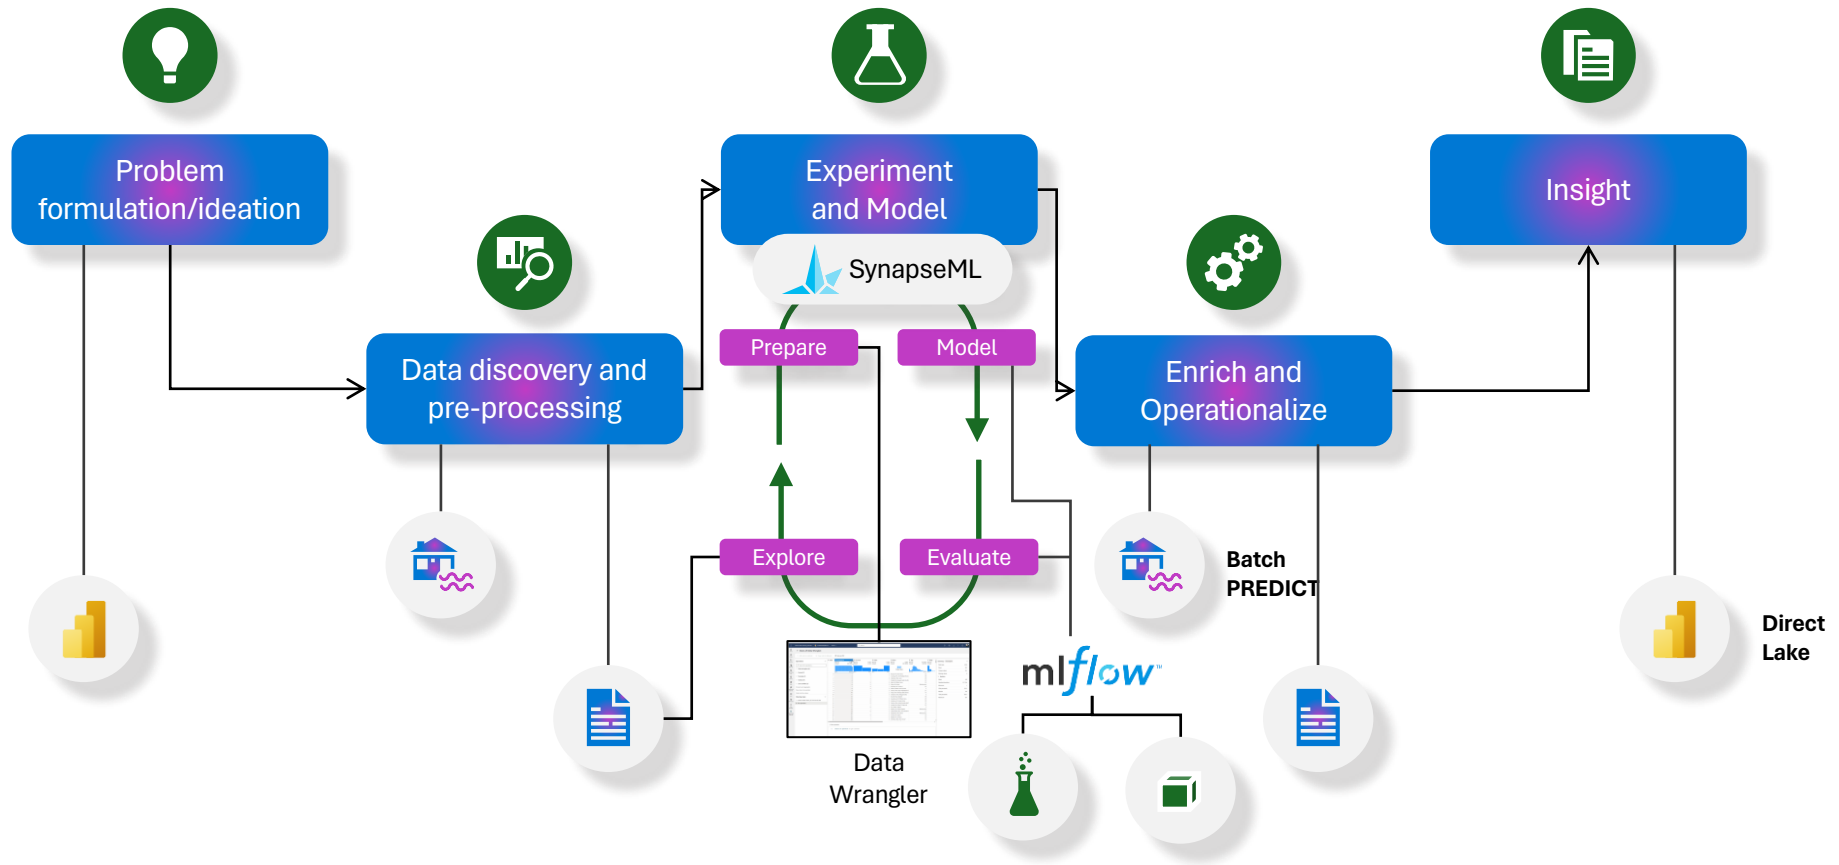 Problem
formulation/ideation
Data discovery and
pre-processing
Experiment
and Model
SynapseML
Prepare
Model
Explore
Evaluate
Data
Wrangler
mlflow™
Enrich and
Operationalize
Batch
PREDICT
Insight
Direct
Lake